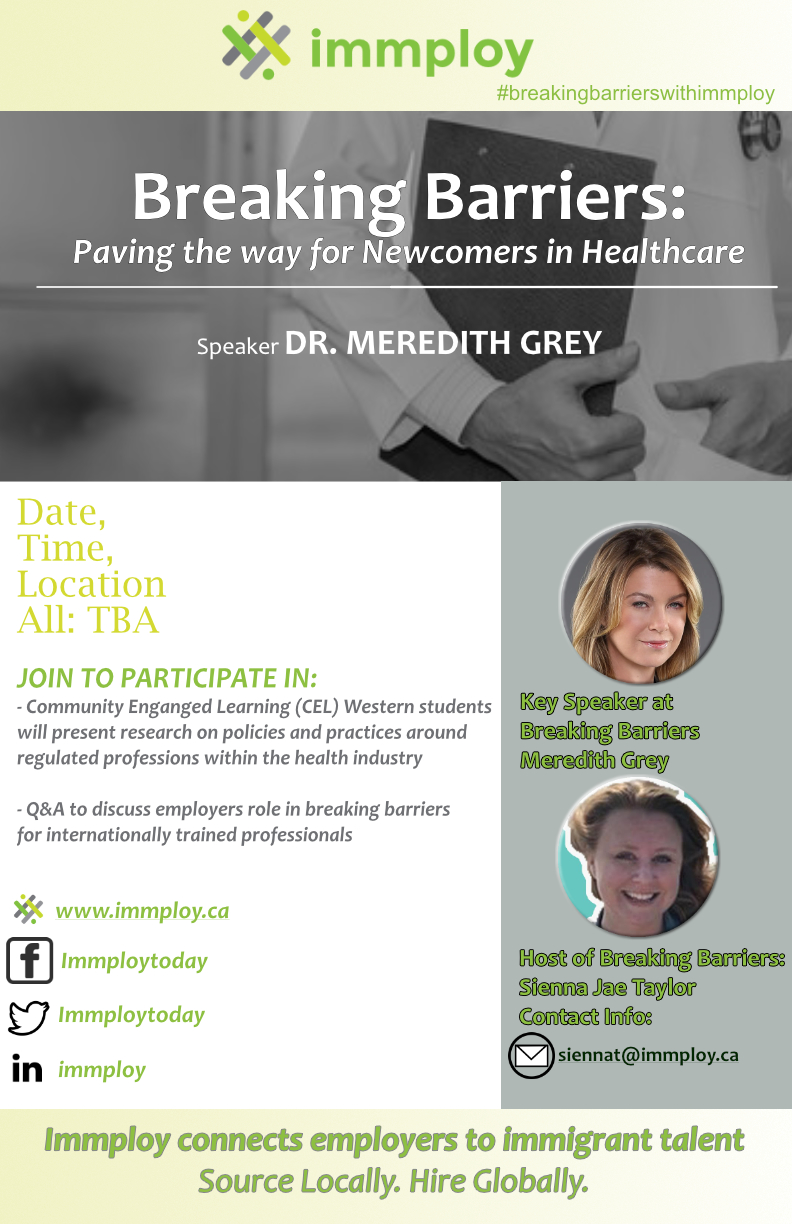 immploy
#breakingbarrierswithimmploy
Breaking Barriers:
Paving the way for Newcomers in Healthcare
Speaker DR. MEREDITH GREY
Date,
Time,
Location
All: TBA
JOIN TO PARTICIPATE IN:
- Community Enganged Learning (CEL) Western students
will present research on policies and practices around
regulated professions within the health industry
- Q&A to discuss employers role in breaking barriers
for internationally trained professionals
www.immploy.ca
Immploytoday
Immploytoday
immploy
Key Speaker at
Breaking Barriers
Meredith Grey
Host of Breaking Barriers:
Sienna Jae Taylor
Contact Info:
siennat@immploy.ca
Immploy connects employers to immigrant talent
Source Locally. Hire Globally.